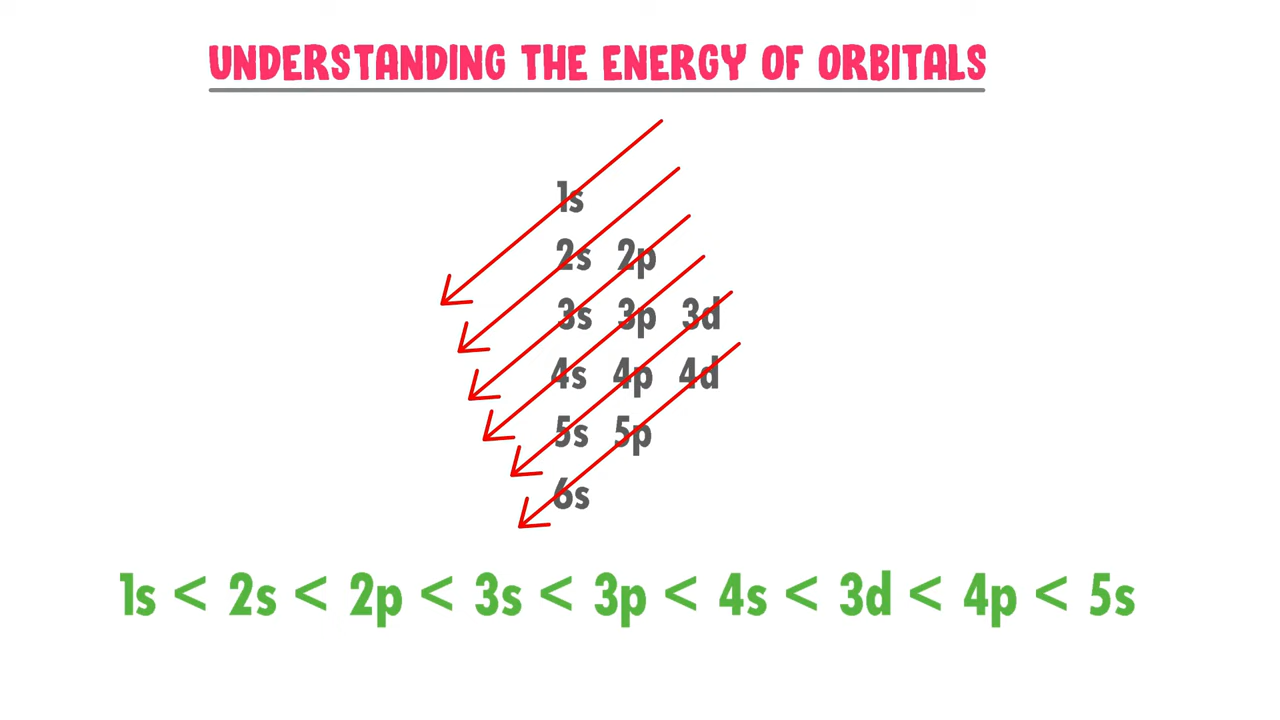 UNDERSTANDING THE ENERGY OF ORBITALS
1s
2s 2p
3s 3p 3d
4s 4p 4d
5s 5p
6s
1s < 2s < 2p < 3s < 3p < 4s < 3d < 4p < 5s